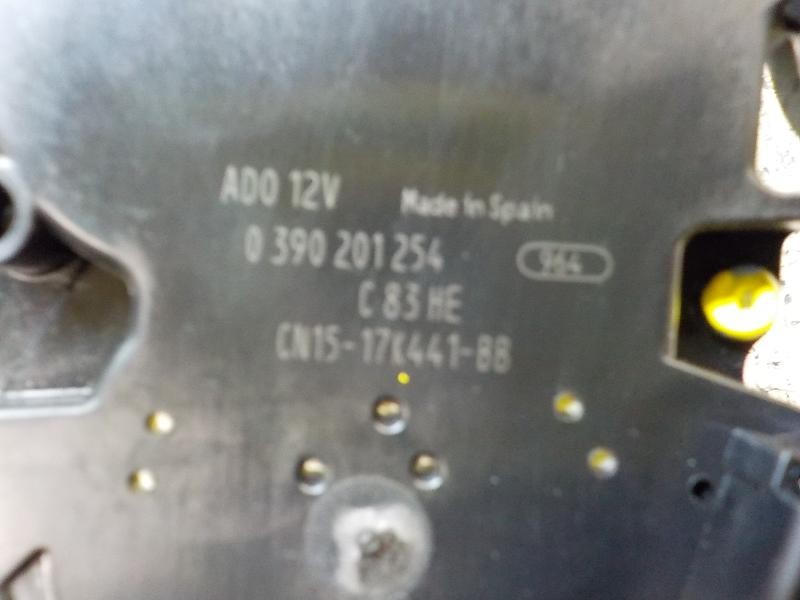 ADO 12V Made in Spain
0 390 201 254 964
C 83 HE
CN15-17K441-BB